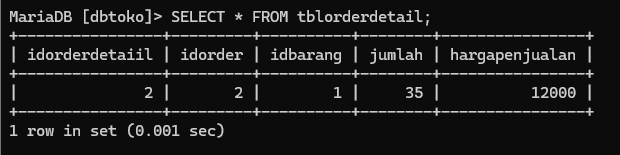 MariaDB [dbtoko]> SELECT * FROM tblorderdetail;
+---------------+---------+----------+--------+----------------+
| idorderdetaiil | idorder | idbarang | jumlah | hargapenjualan |
+---------------+---------+----------+--------+----------------+
| 2 | 2 | 1 | 35 | 12000 |
+---------------+---------+----------+--------+----------------+
1 row in set (0.001 sec)